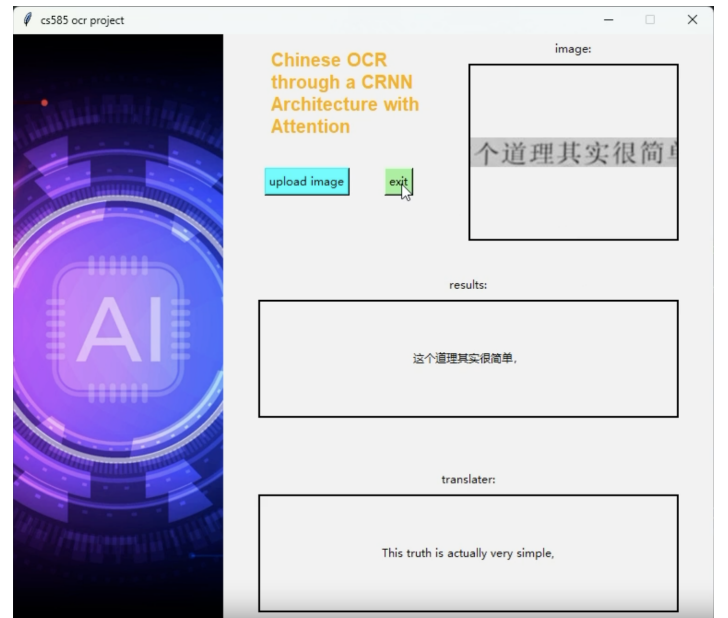 cs585 ocr project
Chinese OCR
through a CRNN
Architecture with
Attention
upload image
exit
image:
个道理其实很简单
results:
这个道理其实很简单,
translater:
This truth is actually very simple,
AI